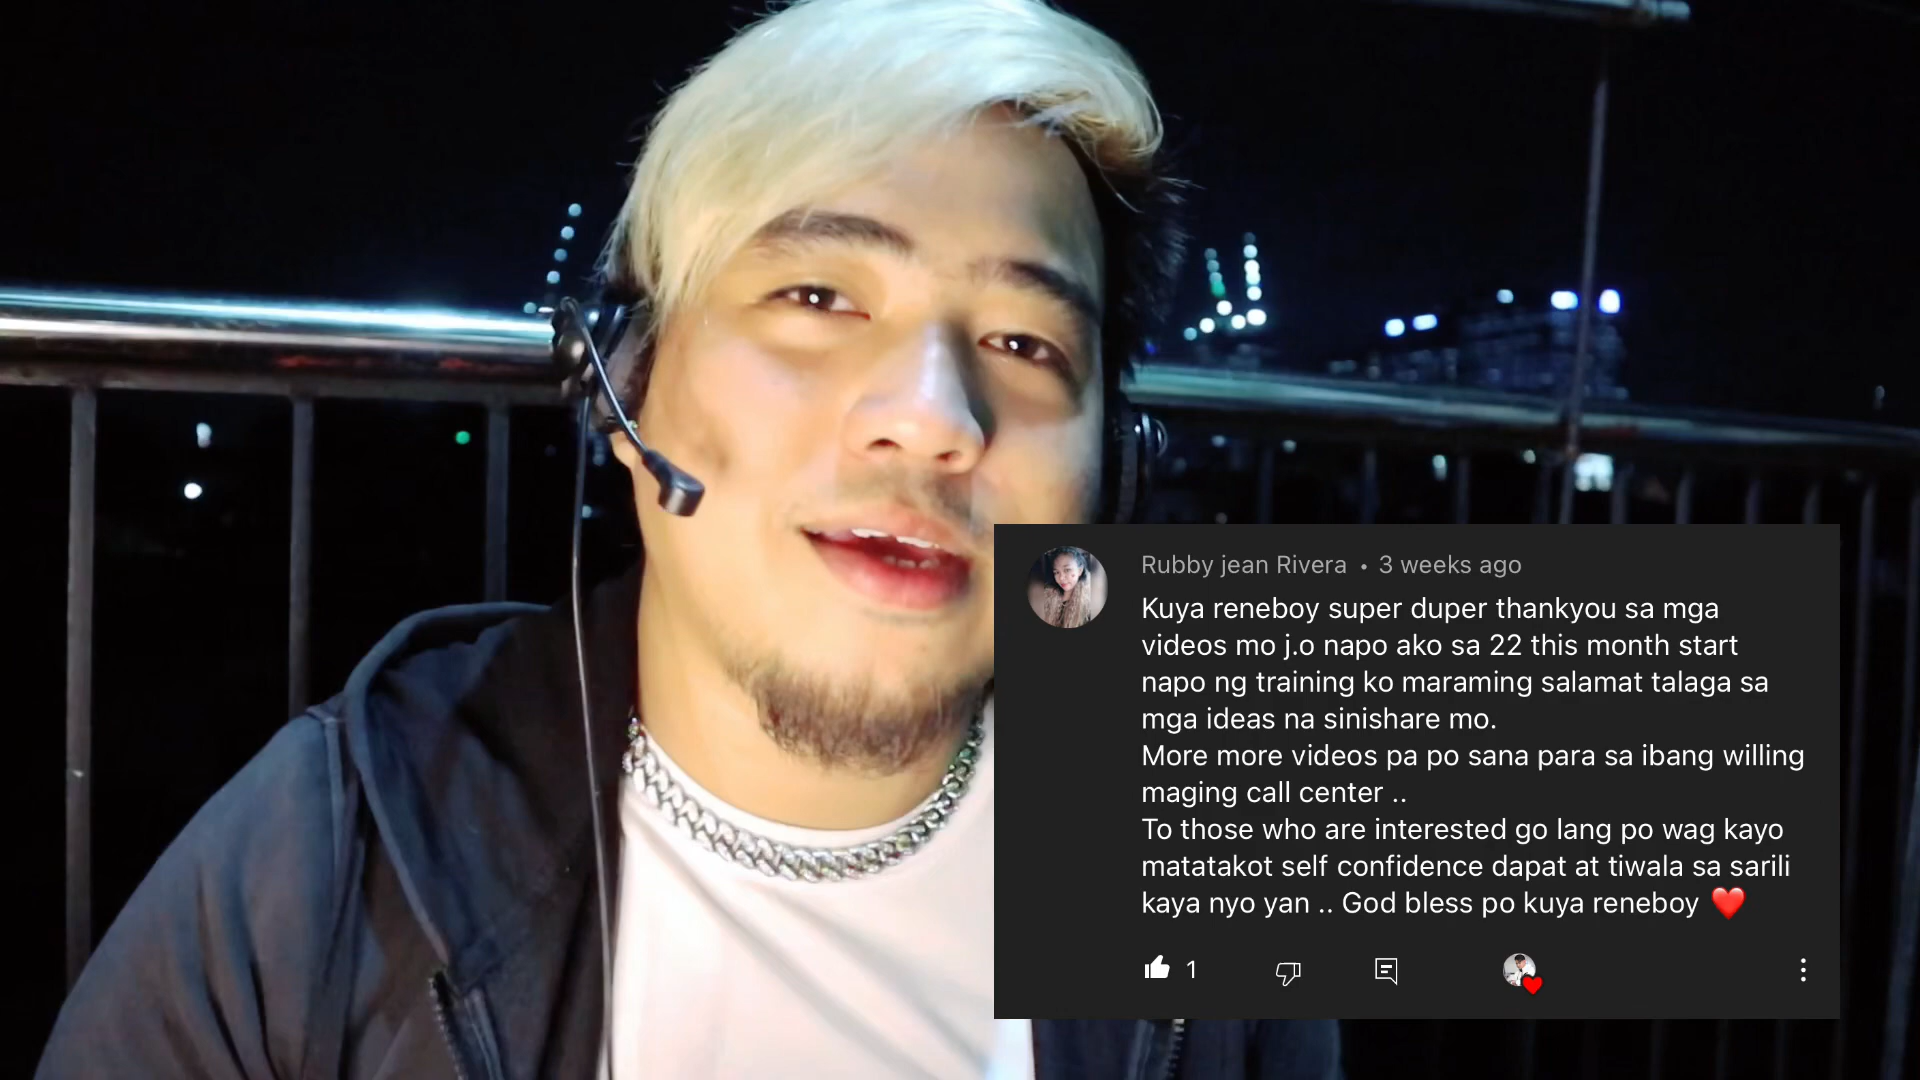 Rubby jean Rivera • 3 weeks ago
Kuya reneboy super duper thankyou sa mga
videos mo j.o napo ako sa 22 this month start
napo ng training ko maraming salamat talaga sa
mga ideas na sinishare mo.
More more videos pa po sana para sa ibang willing
maging call center ..
To those who are interested go lang po wag kayo
matatakot self confidence dapat at tiwala sa sarili
kaya nyo yan .. God bless po kuya reneboy ❤️
1